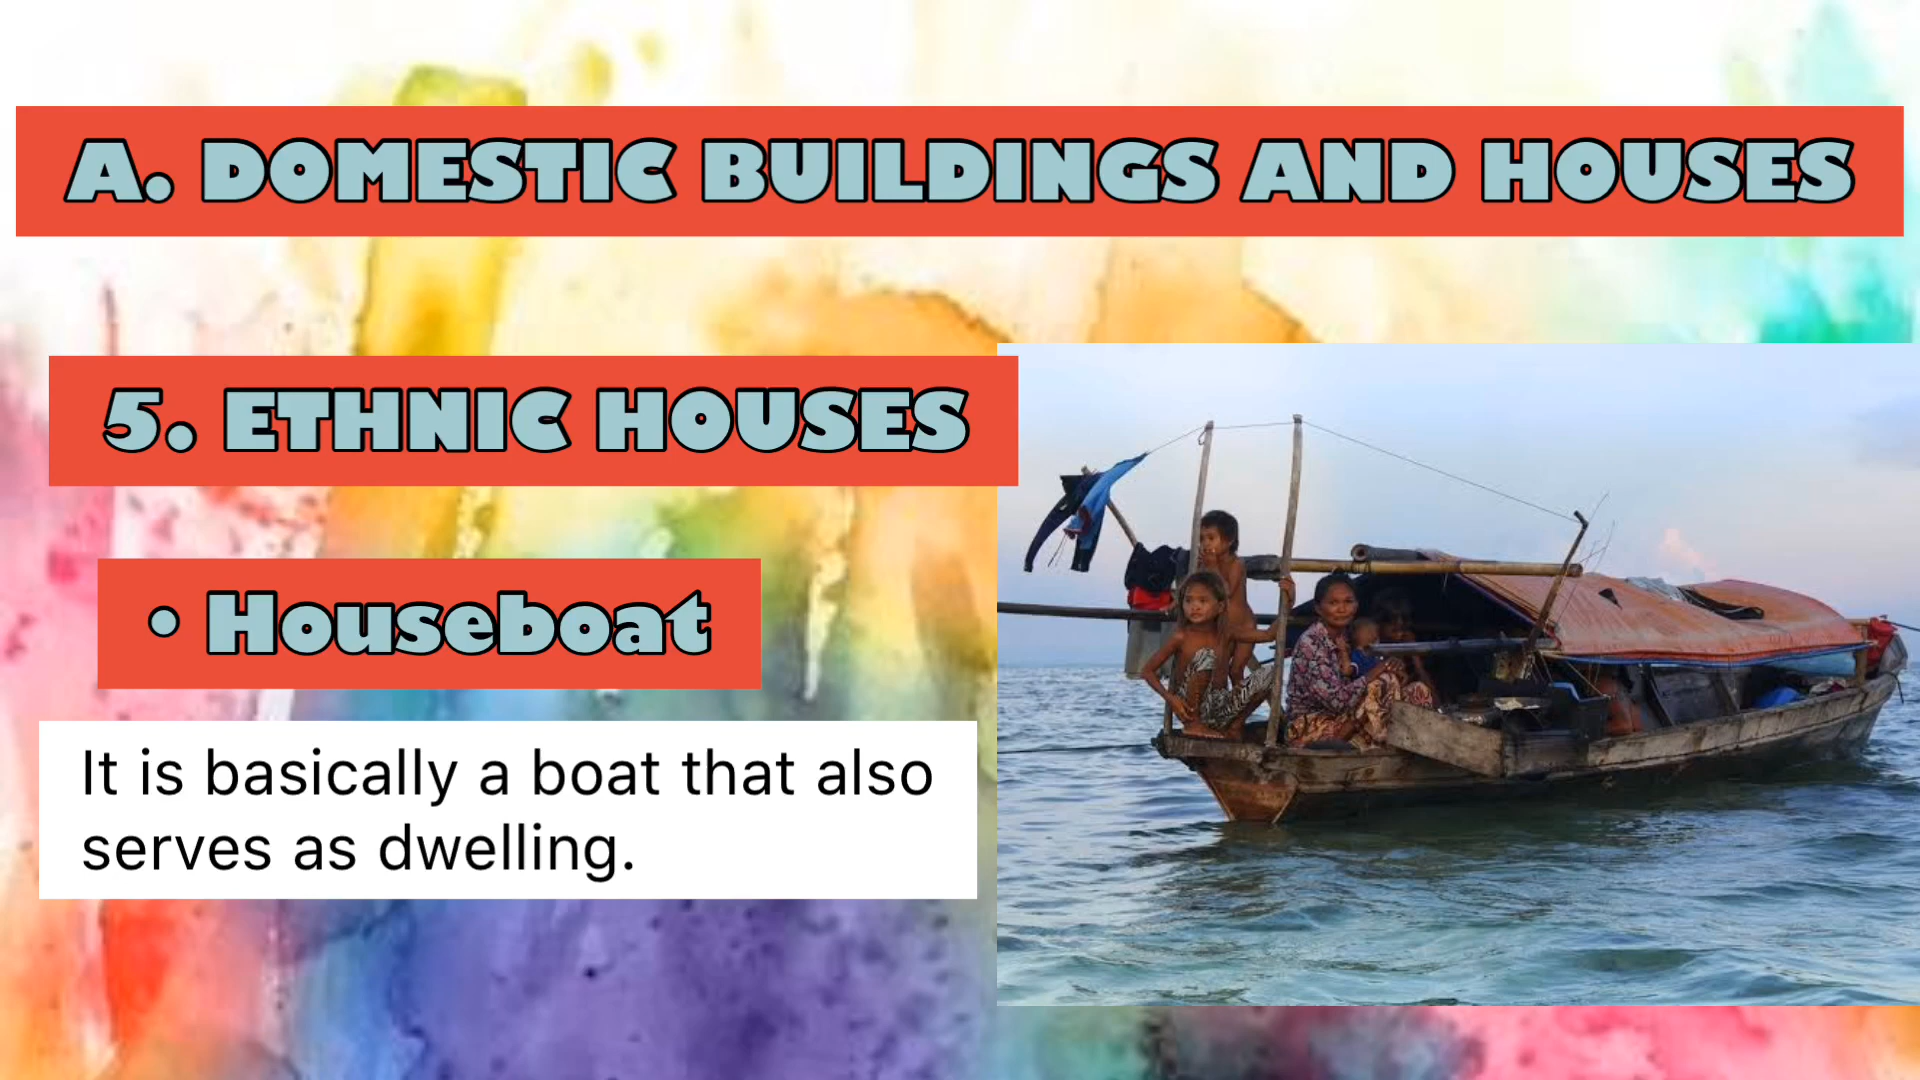 A. DOMESTIC BUILDINGS AND HOUSES
5. ETHNIC HOUSES
• Houseboat
It is basically a boat that also
serves as dwelling.